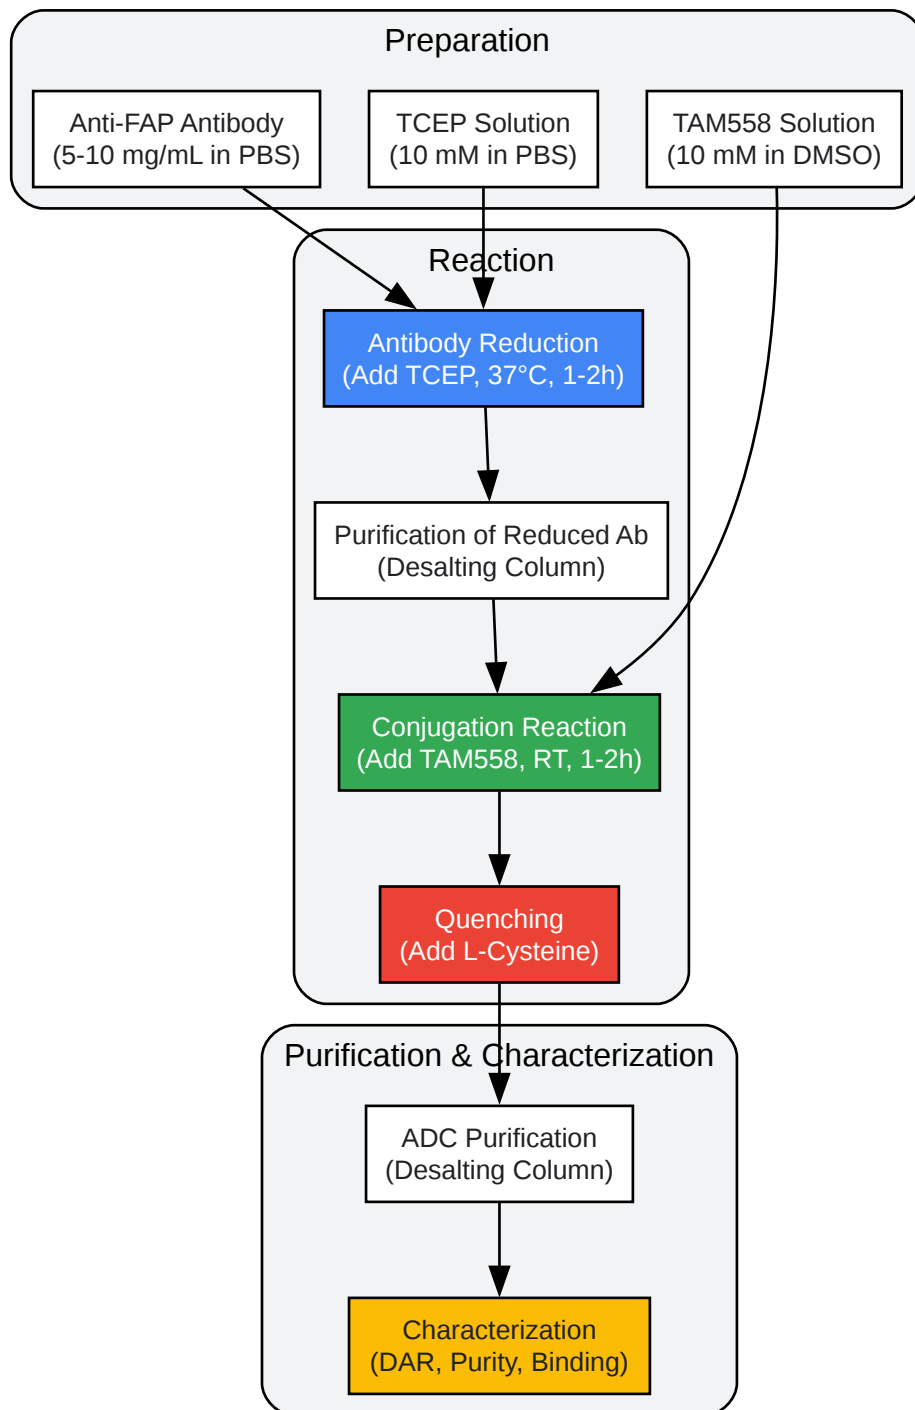 Preparation
Anti-FAP Antibody
(5-10 mg/mL in PBS)
TCEP Solution
(10 mM in PBS)
TAM558 Solution
(10 mM in DMSO)
Reaction
Antibody Reduction
(Add TCEP, 37°C, 1-2h)
Purification of Reduced Ab
(Desalting Column)
Conjugation Reaction
(Add TAM558, RT, 1-2h)
Quenching
(Add L-Cysteine)
Purification & Characterization
ADC Purification
(Desalting Column)
Characterization
(DAR, Purity, Binding)